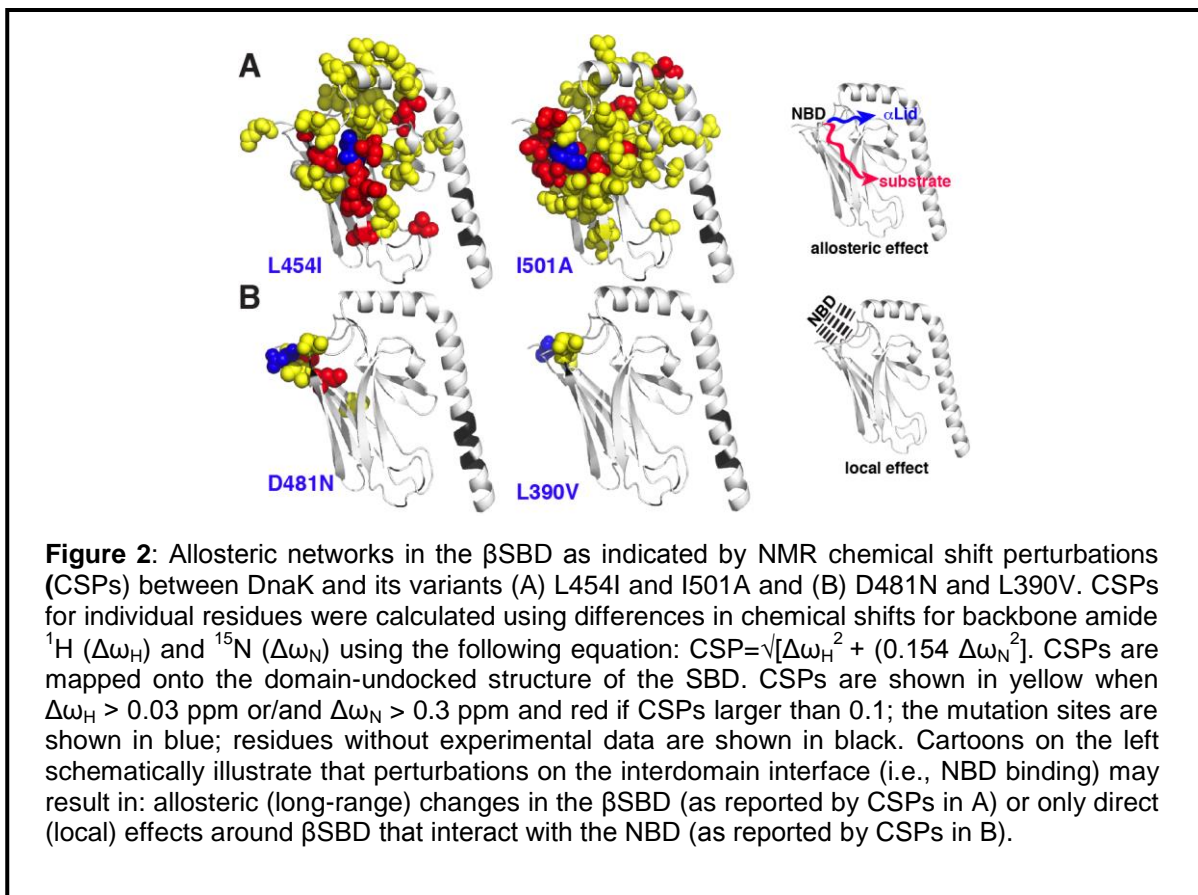 A
L454I
I501A
NBD
αLid
substrate
allosteric effect
B
D481N
L390V
NBD
local effect
Figure 2: Allosteric networks in the βSBD as indicated by NMR chemical shift perturbations
(CSPs) between DnaK and its variants (A) L454I and I501A and (B) D481N and L390V. CSPs
for individual residues were calculated using differences in chemical shifts for backbone amide
¹H (Δω_H) and ¹⁵N (Δω_N) using the following equation: CSP=√[Δω_H² + (0.154 Δω_N²]. CSPs are
mapped onto the domain-undocked structure of the SBD. CSPs are shown in yellow when
Δω_H > 0.03 ppm or/and Δω_N > 0.3 ppm and red if CSPs larger than 0.1; the mutation sites are
shown in blue; residues without experimental data are shown in black. Cartoons on the left
schematically illustrate that perturbations on the interdomain interface (i.e., NBD binding) may
result in: allosteric (long-range) changes in the βSBD (as reported by CSPs in A) or only direct
(local) effects around βSBD that interact with the NBD (as reported by CSPs in B).